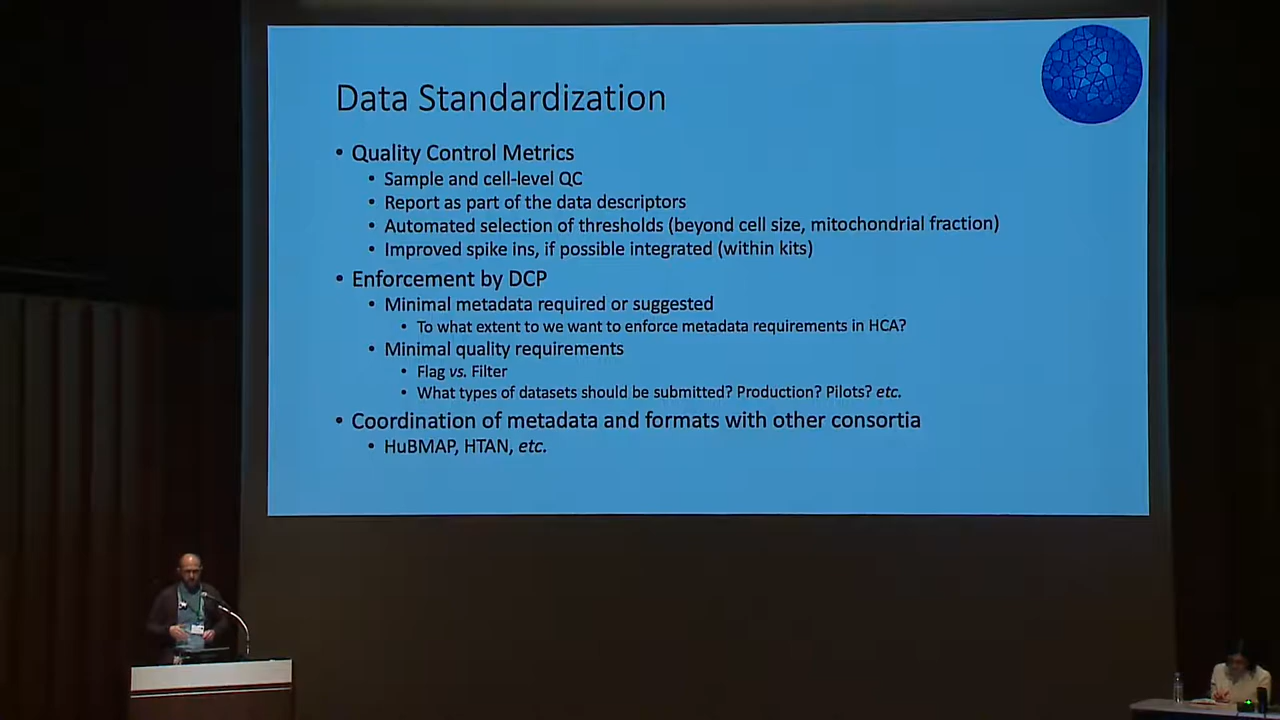 Data Standardization
• Quality Control Metrics
• Sample and cell-level QC
• Report as part of the data descriptors
• Automated selection of thresholds (beyond cell size, mitochondrial fraction)
• Improved spike ins, if possible integrated (within kits)
• Enforcement by DCP
• Minimal metadata required or suggested
• To what extent to we want to enforce metadata requirements in HCA?
• Minimal quality requirements
• Flag vs. Filter
• What types of datasets should be submitted? Production? Pilots? etc.
• Coordination of metadata and formats with other consortia
• HuBMAP, HTAN, etc.